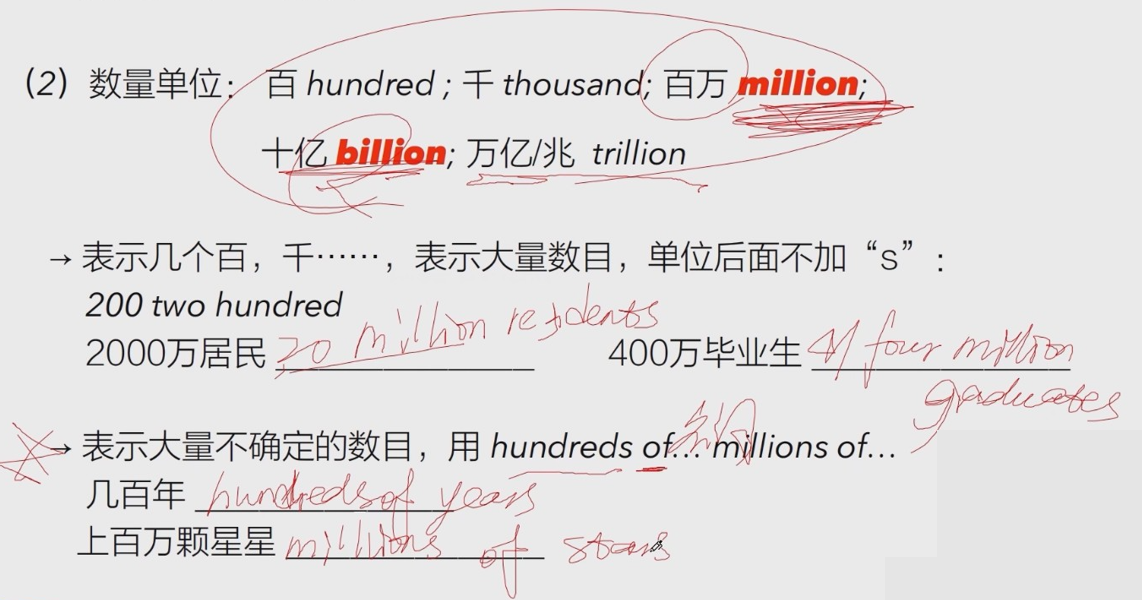 (2) 数量单位： 百 hundred ; 千 thousand; 百万 million;
十亿 billion; 万亿/兆 trillion
→ 表示几个百，千……，表示大量数目，单位后面不加“s”：
200 two hundred
2000万居民 20 million residents 400万毕业生 4/ four million
graduates
→ 表示大量不确定的数目，用 hundreds of… 名词 millions of…
几百年 hundreds of years
上百万颗星星 millions of stars